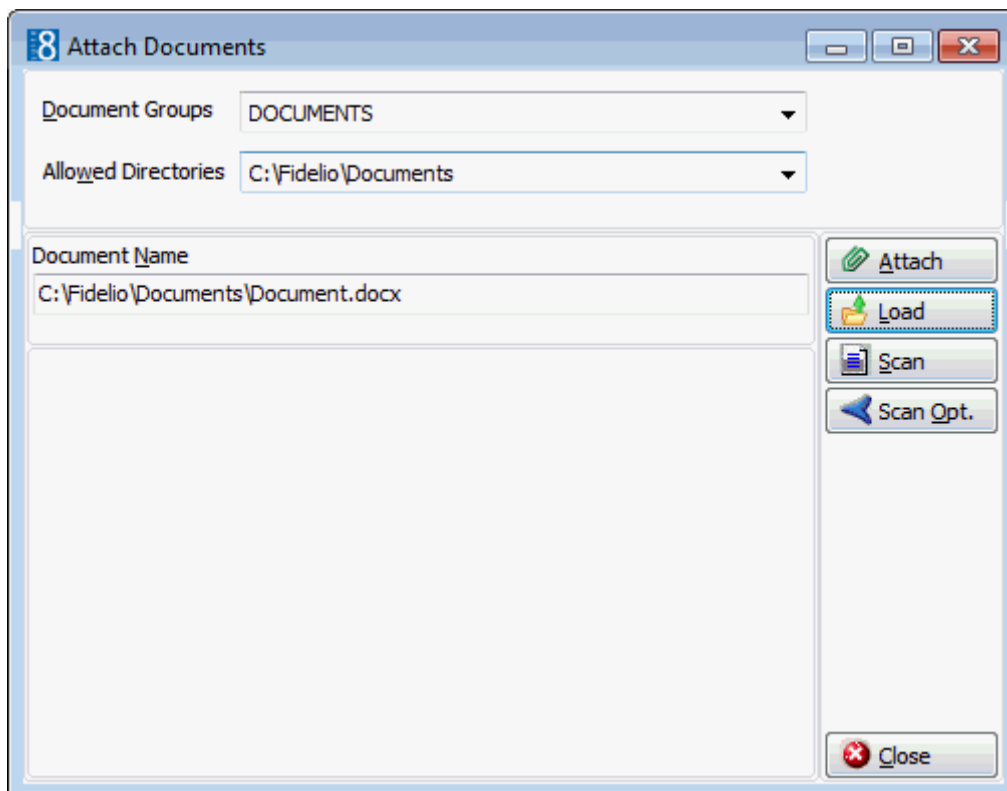 8 Attach Documents
Document Groups DOCUMENTS
Allowed Directories C:\Fidelio\Documents
Document Name
C:\Fidelio\Documents\Document.docx
Attach
Load
Scan
Scan Opt.
Close